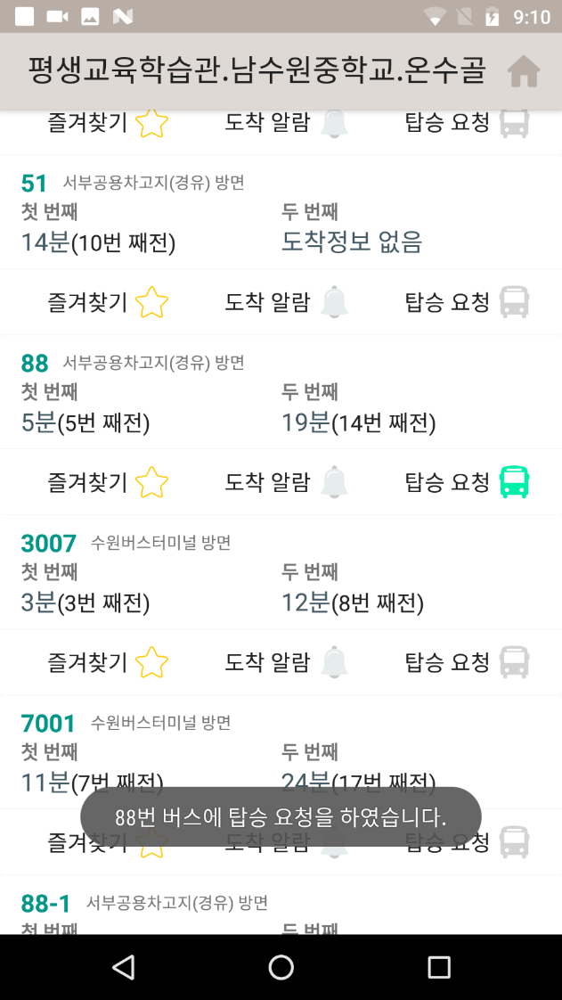 9:10
평생교육학습관.남수원중학교.온수골
즐겨찾기 도착 알람 탑승 요청
51 서부공용차고지(경유) 방면
첫 번째 두 번째
14분(10번 째전) 도착정보 없음
즐겨찾기 도착 알람 탑승 요청
88 서부공용차고지(경유) 방면
첫 번째 두 번째
5분(5번 째전) 19분(14번 째전)
즐겨찾기 도착 알람 탑승 요청
3007 수원버스터미널 방면
첫 번째 두 번째
3분(3번 째전) 12분(8번 째전)
즐겨찾기 도착 알람 탑승 요청
7001 수원버스터미널 방면
첫 번째 두 번째
11분(7번 째전) 24분(17번 째전)
88번 버스에 탑승 요청을 하였습니다.
즐겨찾기 도착 알람 탑승 요청
88-1 서부공용차고지(경유) 방면
첫 번째 두 번째